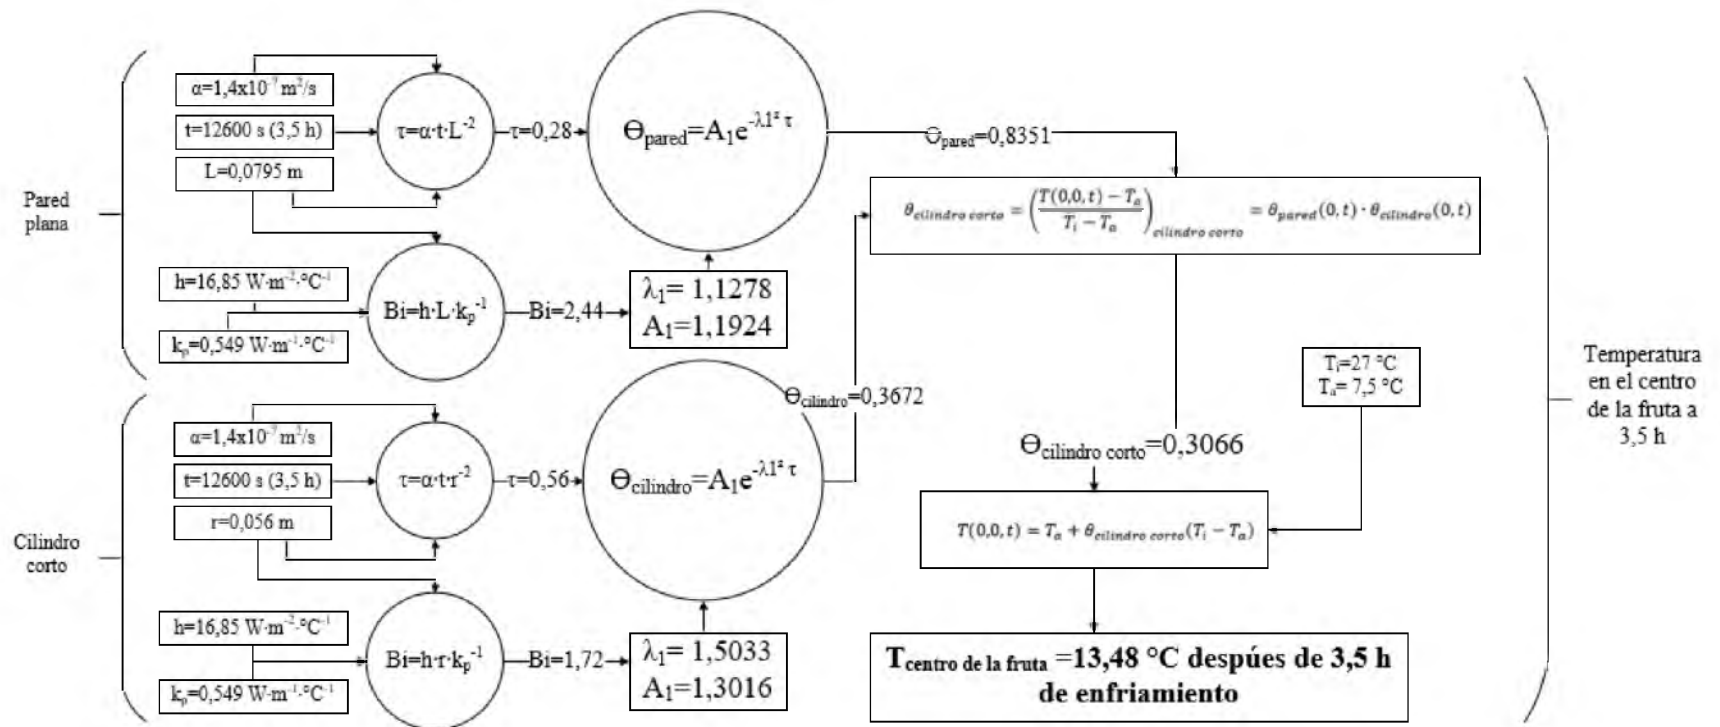 Pared
plana
α=1,4x10⁻⁷ m²/s
t=12600 s (3,5 h)
L=0,0795 m
τ=α·t·L⁻²
τ=0,28
h=16,85 W·m⁻²·°C⁻¹
kₚ=0,549 W·m⁻¹·°C⁻¹
Bi=h·L·kₚ⁻¹
Bi=2,44
λ₁= 1,1278
A₁=1,1924
Θpared=A₁e^-λ1² τ
Θpared=0,8351
Cilindro
corto
α=1,4x10⁻⁷ m²/s
t=12600 s (3,5 h)
r=0,056 m
τ=α·t·r⁻²
τ=0,56
h=16,85 W·m⁻²·°C⁻¹
kₚ=0,549 W·m⁻¹·°C⁻¹
Bi=h·r·kₚ⁻¹
Bi=1,72
λ₁= 1,5033
A₁=1,3016
Θcilindro=A₁e^-λ1² τ
Θcilindro=0,3672
θcilindro corto = (T(0,0,t) − Tₐ / Tᵢ − Tₐ)cilindro corto = θpared(0,t) · θcilindro(0,t)
Θcilindro corto=0,3066
Tᵢ=27 °C
Tₐ= 7,5 °C
T(0,0,t) = Tₐ + θcilindro corto(Tᵢ − Tₐ)
Tcentro de la fruta =13,48 °C despúes de 3,5 h
de enfriamiento
Temperatura
en el centro
de la fruta a
3,5 h